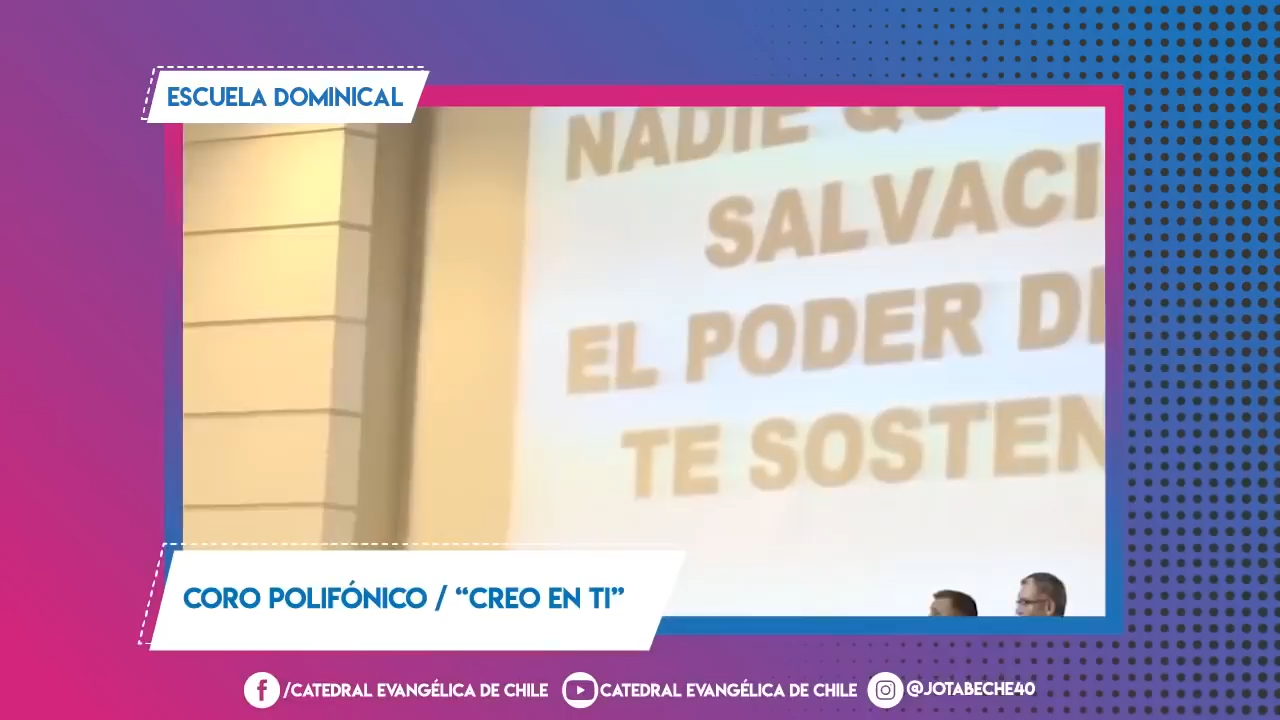 ESCUELA DOMINICAL
NADIE
SALVACI
EL PODER DE
TE SOSTEN
CORO POLIFÓNICO / “CREO EN TI”
/CATEDRAL EVANGÉLICA DE CHILE
CATEDRAL EVANGÉLICA DE CHILE
@JOTABECHE40